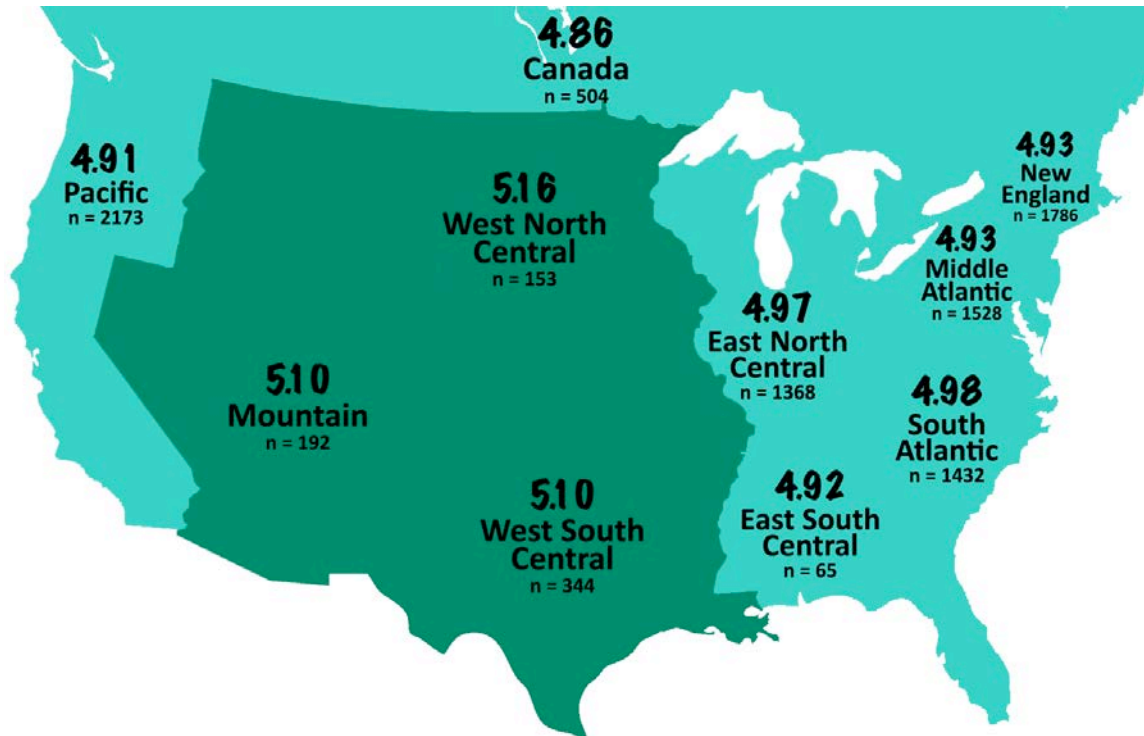 4.86
Canada
n = 504
4.91
Pacific
n = 2173
5.16
West North
Central
n = 153
4.93
New
England
n = 1786
4.93
Middle
Atlantic
n = 1528
4.97
East North
Central
n = 1368
5.10
Mountain
n = 192
4.98
South
Atlantic
n = 1432
5.10
West South
Central
n = 344
4.92
East South
Central
n = 65